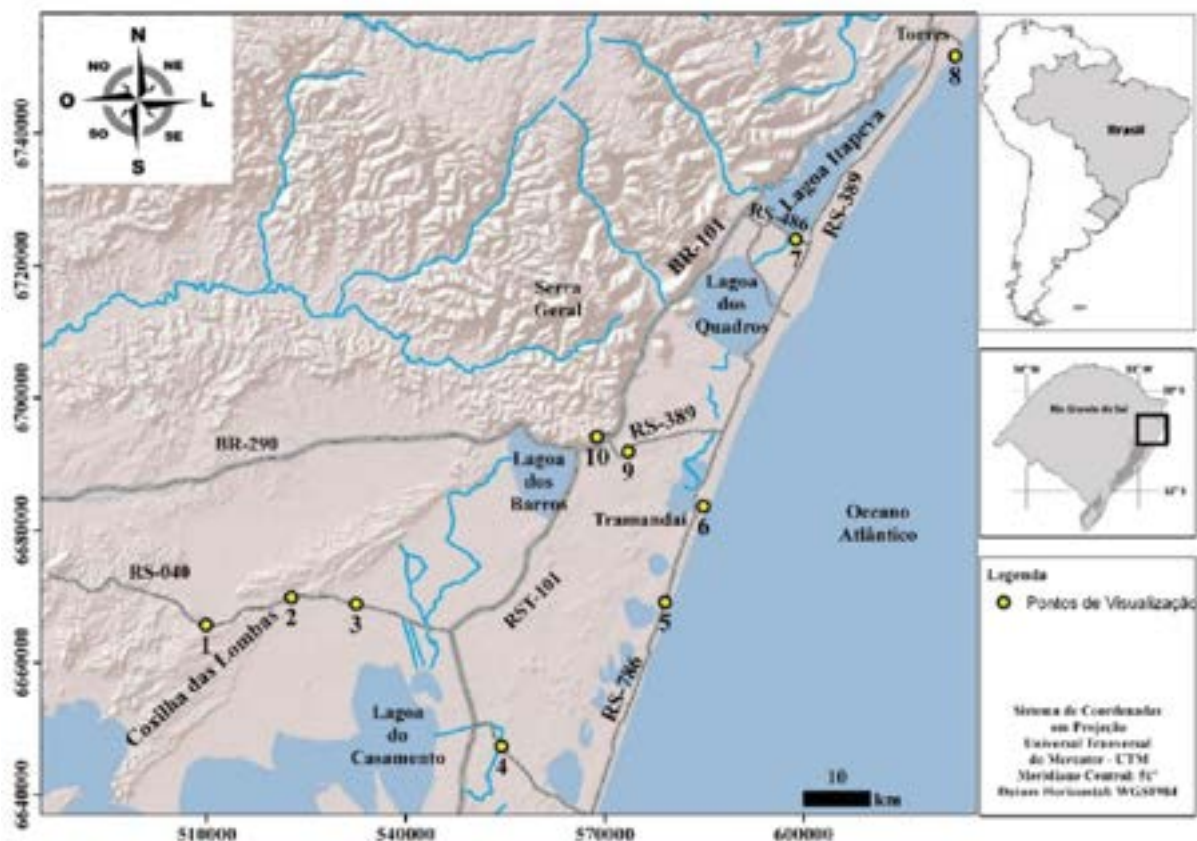 N
NO
NE
O
L
SO
SE
S
Torres
8
Lagoa Itapeva
RS-389
RS-486
7
BR-101
Lagoa
dos
Quadros
Serra
Geral
BR-290
RS-389
10
9
Lagoa
dos
Barros
Tramandaí
6
Oceano
Atlântico
RS-040
1
2
3
RST-101
5
RS-786
Coxilha das Lombas
Lagoa
do
Casamento
4
10
km
6740000
6720000
6700000
6680000
6660000
6640000
510000
540000
570000
600000
Brasil
Rio Grande do Sul
Legenda
Pontos de Visualização
Sistema de Coordenadas
em Projeção
Universal Transversal
de Mercator - UTM
Meridiano Central: 51°